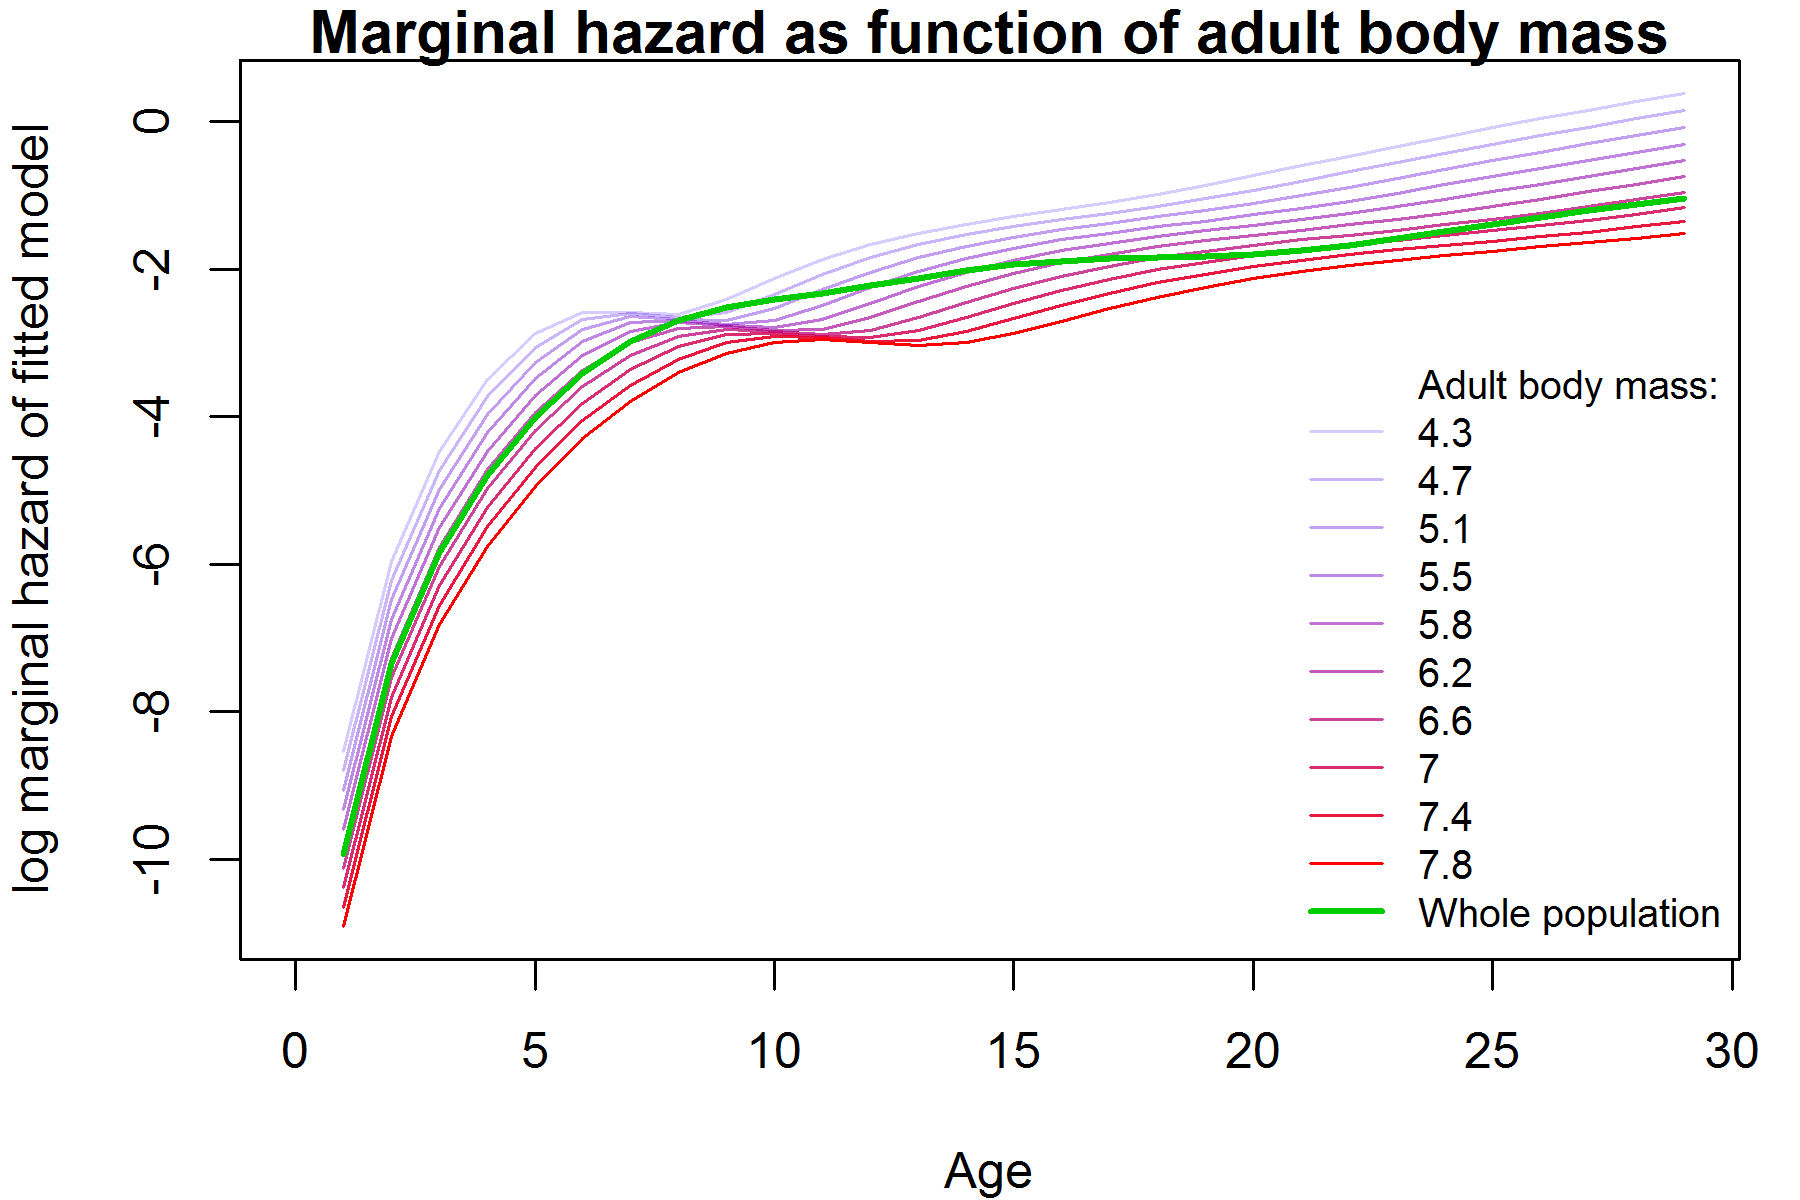 Marginal hazard as function of adult body mass
log marginal hazard of fitted model
0
-2
-4
-6
-8
-10
Adult body mass:
4.3
4.7
5.1
5.5
5.8
6.2
6.6
7
7.4
7.8
Whole population
0 5 10 15 20 25 30
Age